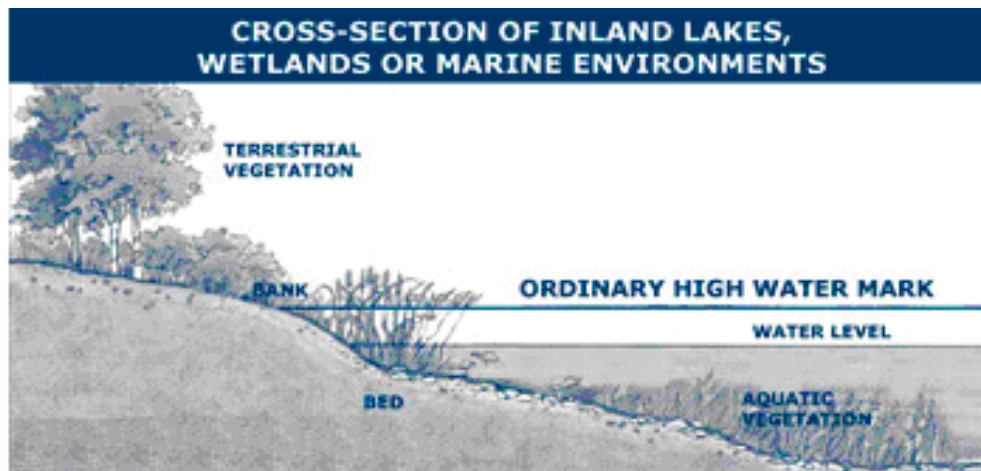 CROSS-SECTION OF INLAND LAKES,
WETLANDS OR MARINE ENVIRONMENTS
TERRESTRIAL
VEGETATION
BANK
ORDINARY HIGH WATER MARK
WATER LEVEL
BED
AQUATIC
VEGETATION